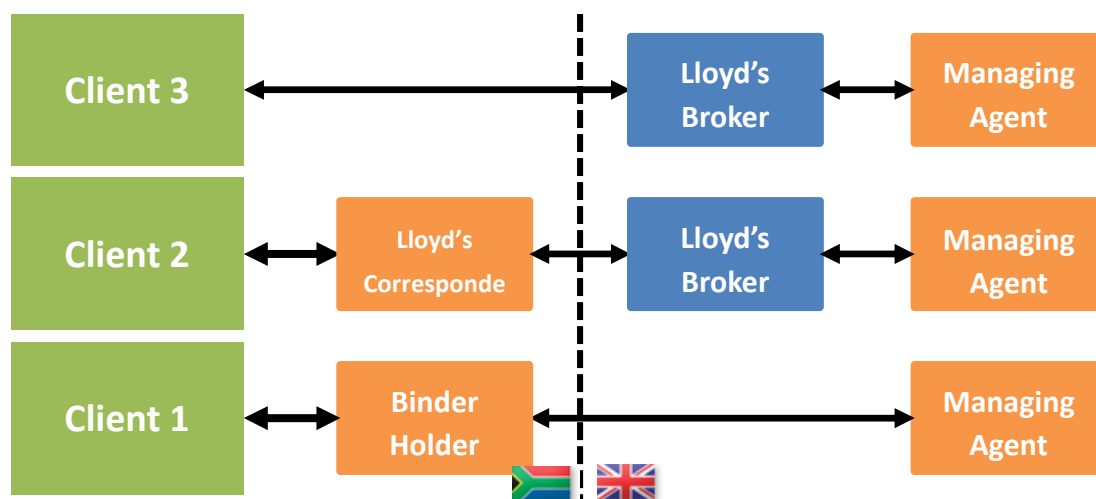 Client 3
Lloyd's
Broker
Managing
Agent
Client 2
Lloyd's
Corresponde
Lloyd's
Broker
Managing
Agent
Client 1
Binder
Holder
Managing
Agent